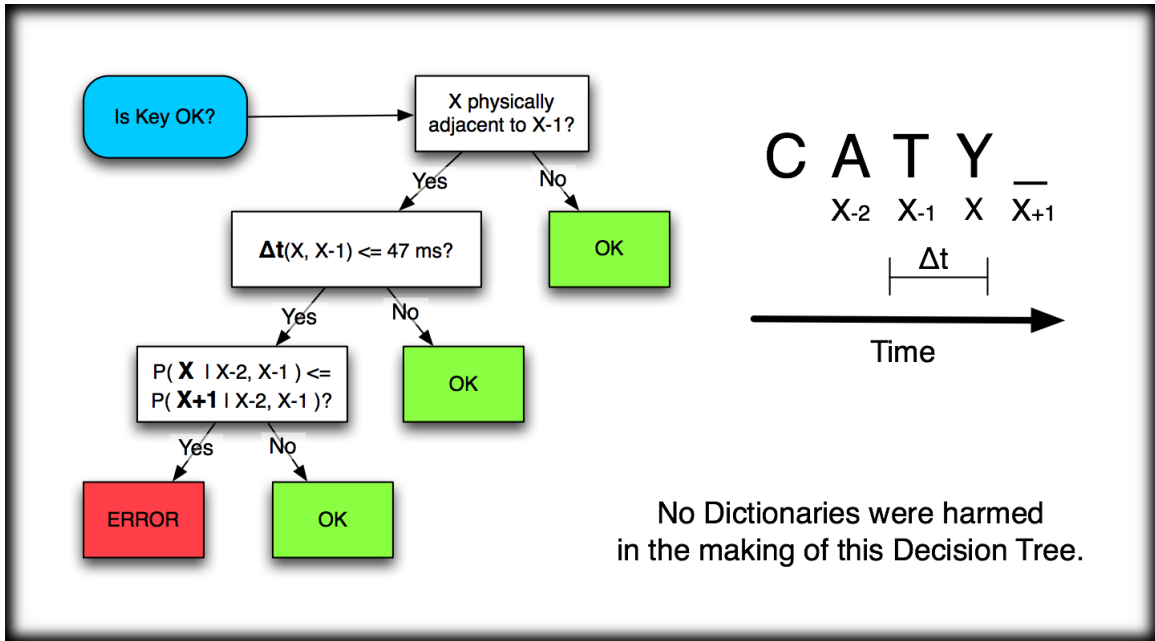 Is Key OK?
X physically
adjacent to X-1?
Yes
No
Δt(X, X-1) <= 47 ms?
OK
Yes
No
P( X | X-2, X-1 ) <=
P( X+1 | X-2, X-1 )?
OK
Yes
No
ERROR
OK
C A T Y _
X-2 X-1 X X+1
Δt
Time
No Dictionaries were harmed
in the making of this Decision Tree.